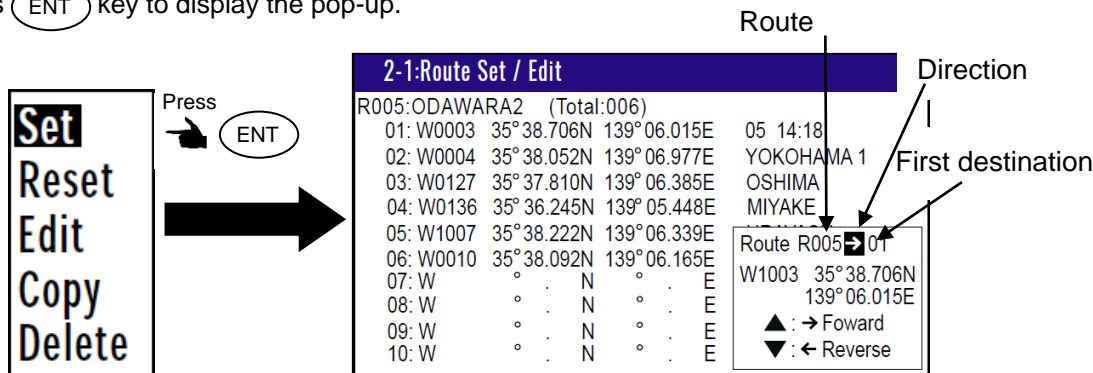 ENT key to display the pop-up.
Route
Direction
First destination
Set
Reset
Edit
Copy
Delete
Press
ENT
2-1:Route Set / Edit
R005:ODAWARA2 (Total:006)
01: W0003 35°38.706N 139°06.015E 05 14:18
02: W0004 35°38.052N 139°06.977E YOKOHAMA 1
03: W0127 35°37.810N 139°06.385E OSHIMA
04: W0136 35°36.245N 139°05.448E MIYAKE
05: W1007 35°38.222N 139°06.339E
06: W0010 35°38.092N 139°06.165E
07: W ° . N ° . E
08: W ° . N ° . E
09: W ° . N ° . E
10: W ° . N ° . E
Route R005→01
W1003 35°38.706N
139°06.015E
▲ : → Foward
▼ : ← Reverse